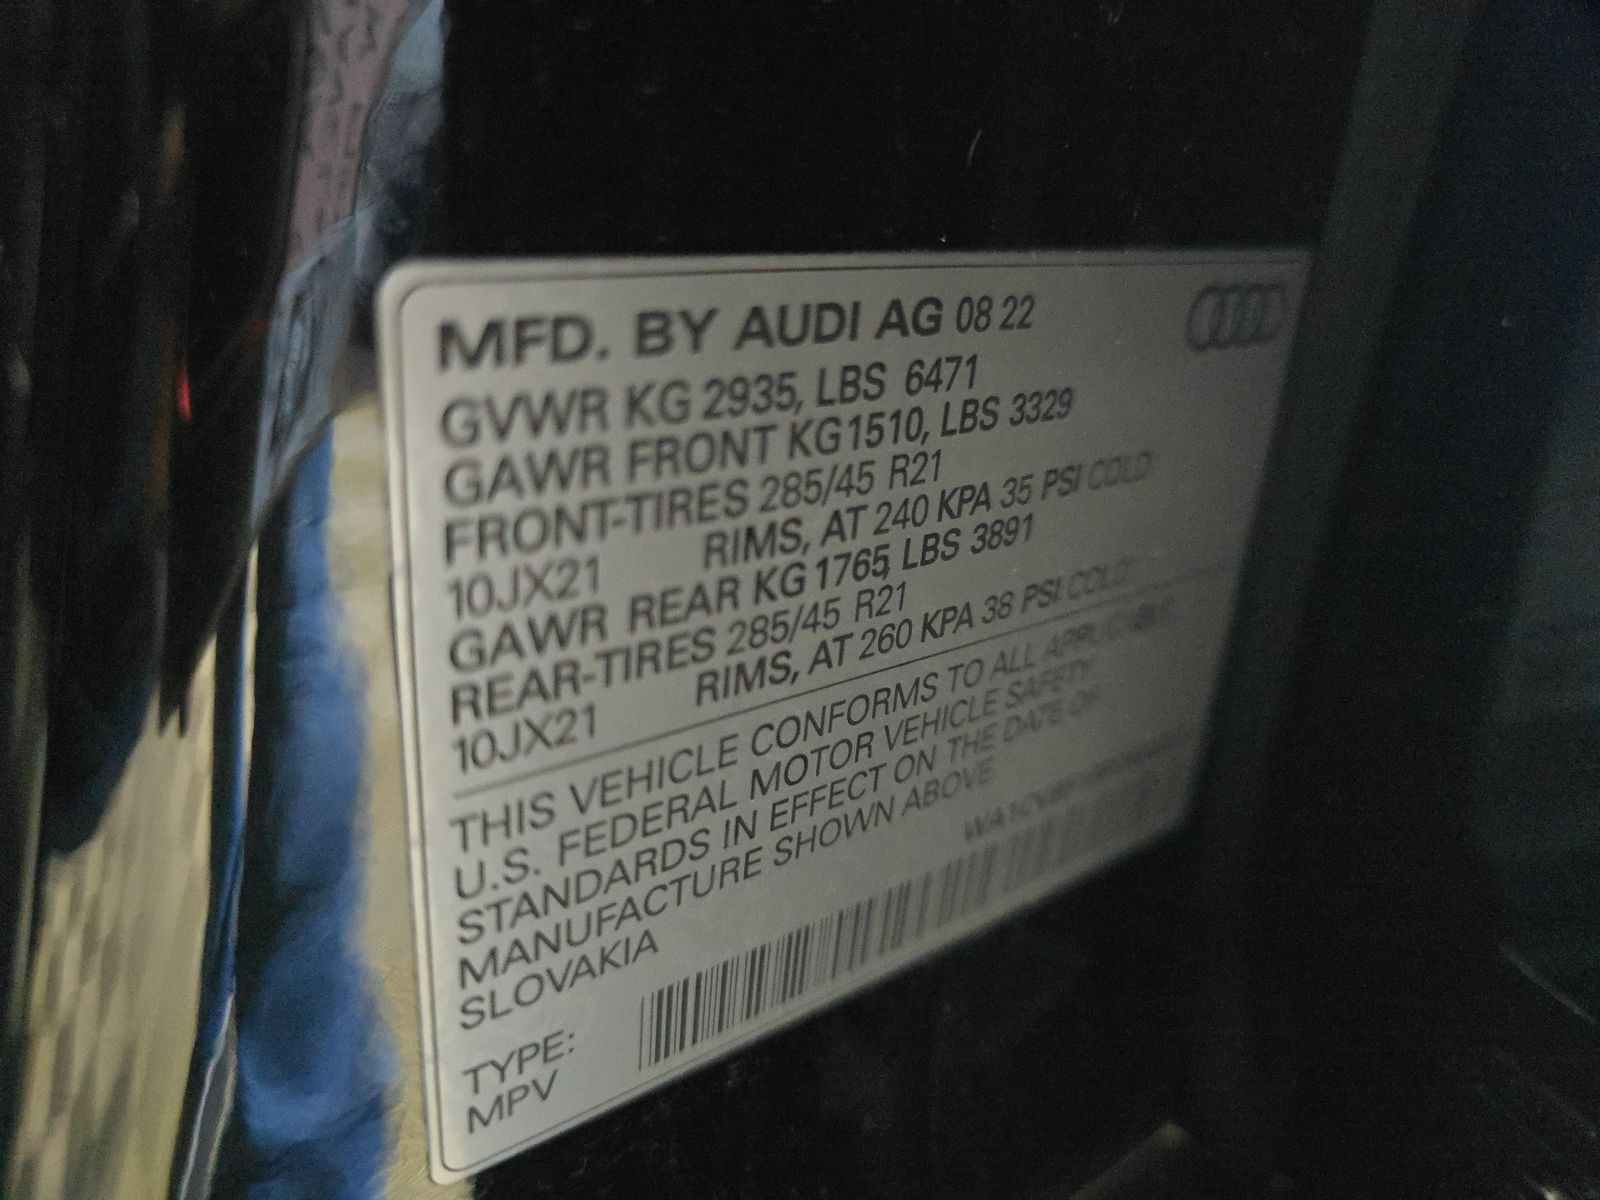 MFD. BY AUDI AG 08 22
GVWR KG 2935, LBS 6471
GAWR FRONT KG1510, LBS 3329
FRONT-TIRES 285/45 R21
10JX21 RIMS, AT 240 KPA 35 PSI COLD
GAWR REAR KG1765, LBS 3891
REAR-TIRES 285/45 R21
10JX21 RIMS, AT 260 KPA 38 PSI COLD
THIS VEHICLE CONFORMS TO ALL APPLICABLE
U.S. FEDERAL MOTOR VEHICLE SAFETY
STANDARDS IN EFFECT ON THE DATE OF
MANUFACTURE SHOWN ABOVE.
SLOVAKIA
TYPE:
MPV